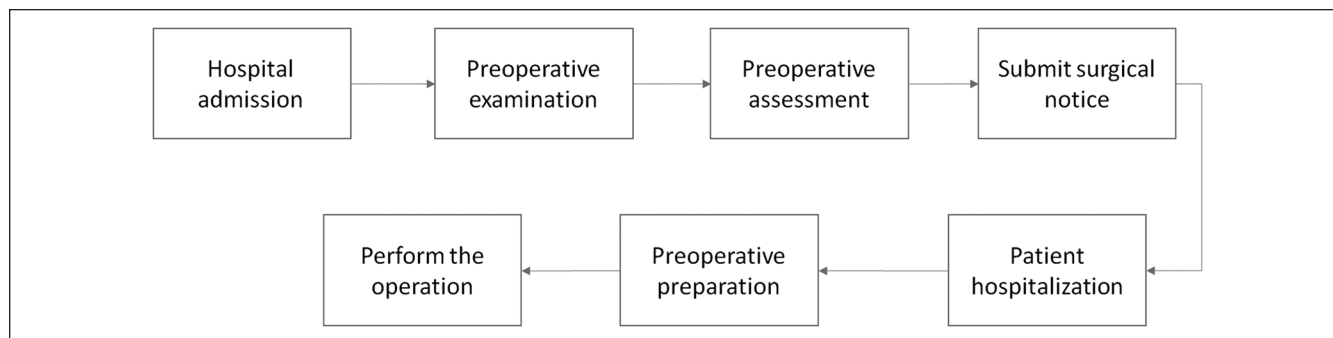 Hospital
admission
Preoperative
examination
Preoperative
assessment
Submit surgical
notice
Patient
hospitalization
Preoperative
preparation
Perform the
operation